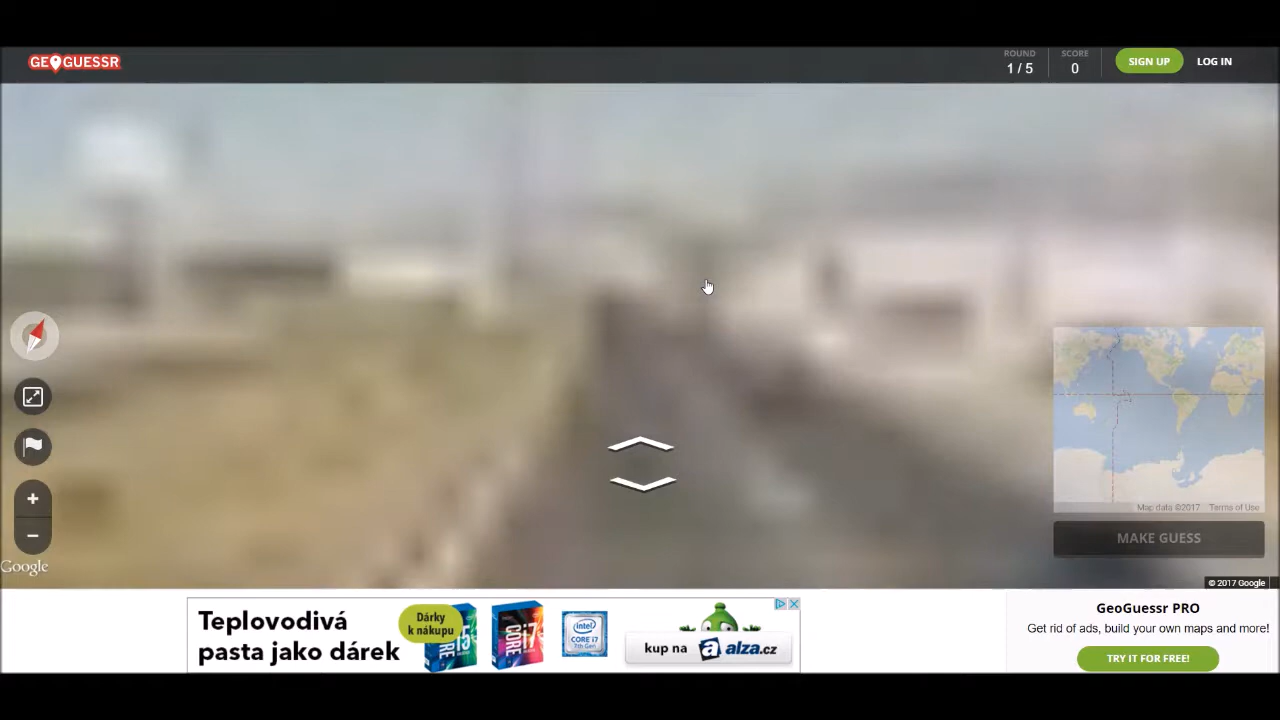 GEOGUESSR
ROUND
1 / 5
SCORE
0
SIGN UP
LOG IN
+
−
Google
Map data ©2017 Terms of Use
MAKE GUESS
© 2017 Google
Teplovodivá
pasta jako dárek
Dárky
k nákupu
CORE i7
intel
CORE i7
7th Gen
kup na alza.cz
GeoGuessr PRO
Get rid of ads, build your own maps and more!
TRY IT FOR FREE!